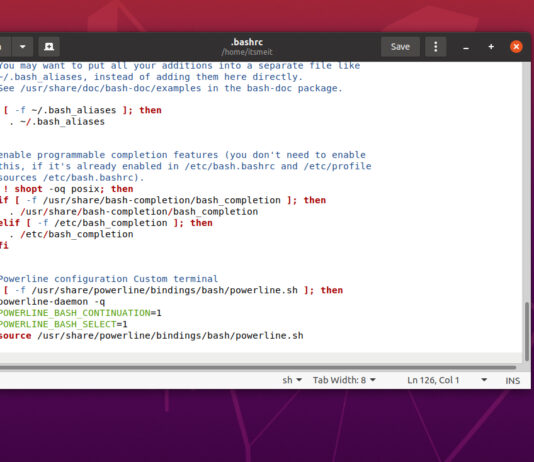 .bashrc
/home/itsmeit
Save
You may want to put all your additions into a separate file like
~/.bash_aliases, instead of adding them here directly.
See /usr/share/doc/bash-doc/examples in the bash-doc package.
[ -f ~/.bash_aliases ]; then
. ~/.bash_aliases
enable programmable completion features (you don't need to enable
this, if it's already enabled in /etc/bash.bashrc and /etc/profile
sources /etc/bash.bashrc).
! shopt -oq posix; then
if [ -f /usr/share/bash-completion/bash_completion ]; then
. /usr/share/bash-completion/bash_completion
elif [ -f /etc/bash_completion ]; then
. /etc/bash_completion
fi
Powerline configuration Custom terminal
[ -f /usr/share/powerline/bindings/bash/powerline.sh ]; then
powerline-daemon -q
POWERLINE_BASH_CONTINUATION=1
POWERLINE_BASH_SELECT=1
source /usr/share/powerline/bindings/bash/powerline.sh
sh Tab Width: 8 Ln 126, Col 1 INS